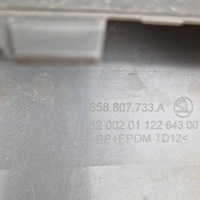 658.807.733.A
32 002 01 122 643 00
>PP+EPDM-TD12<